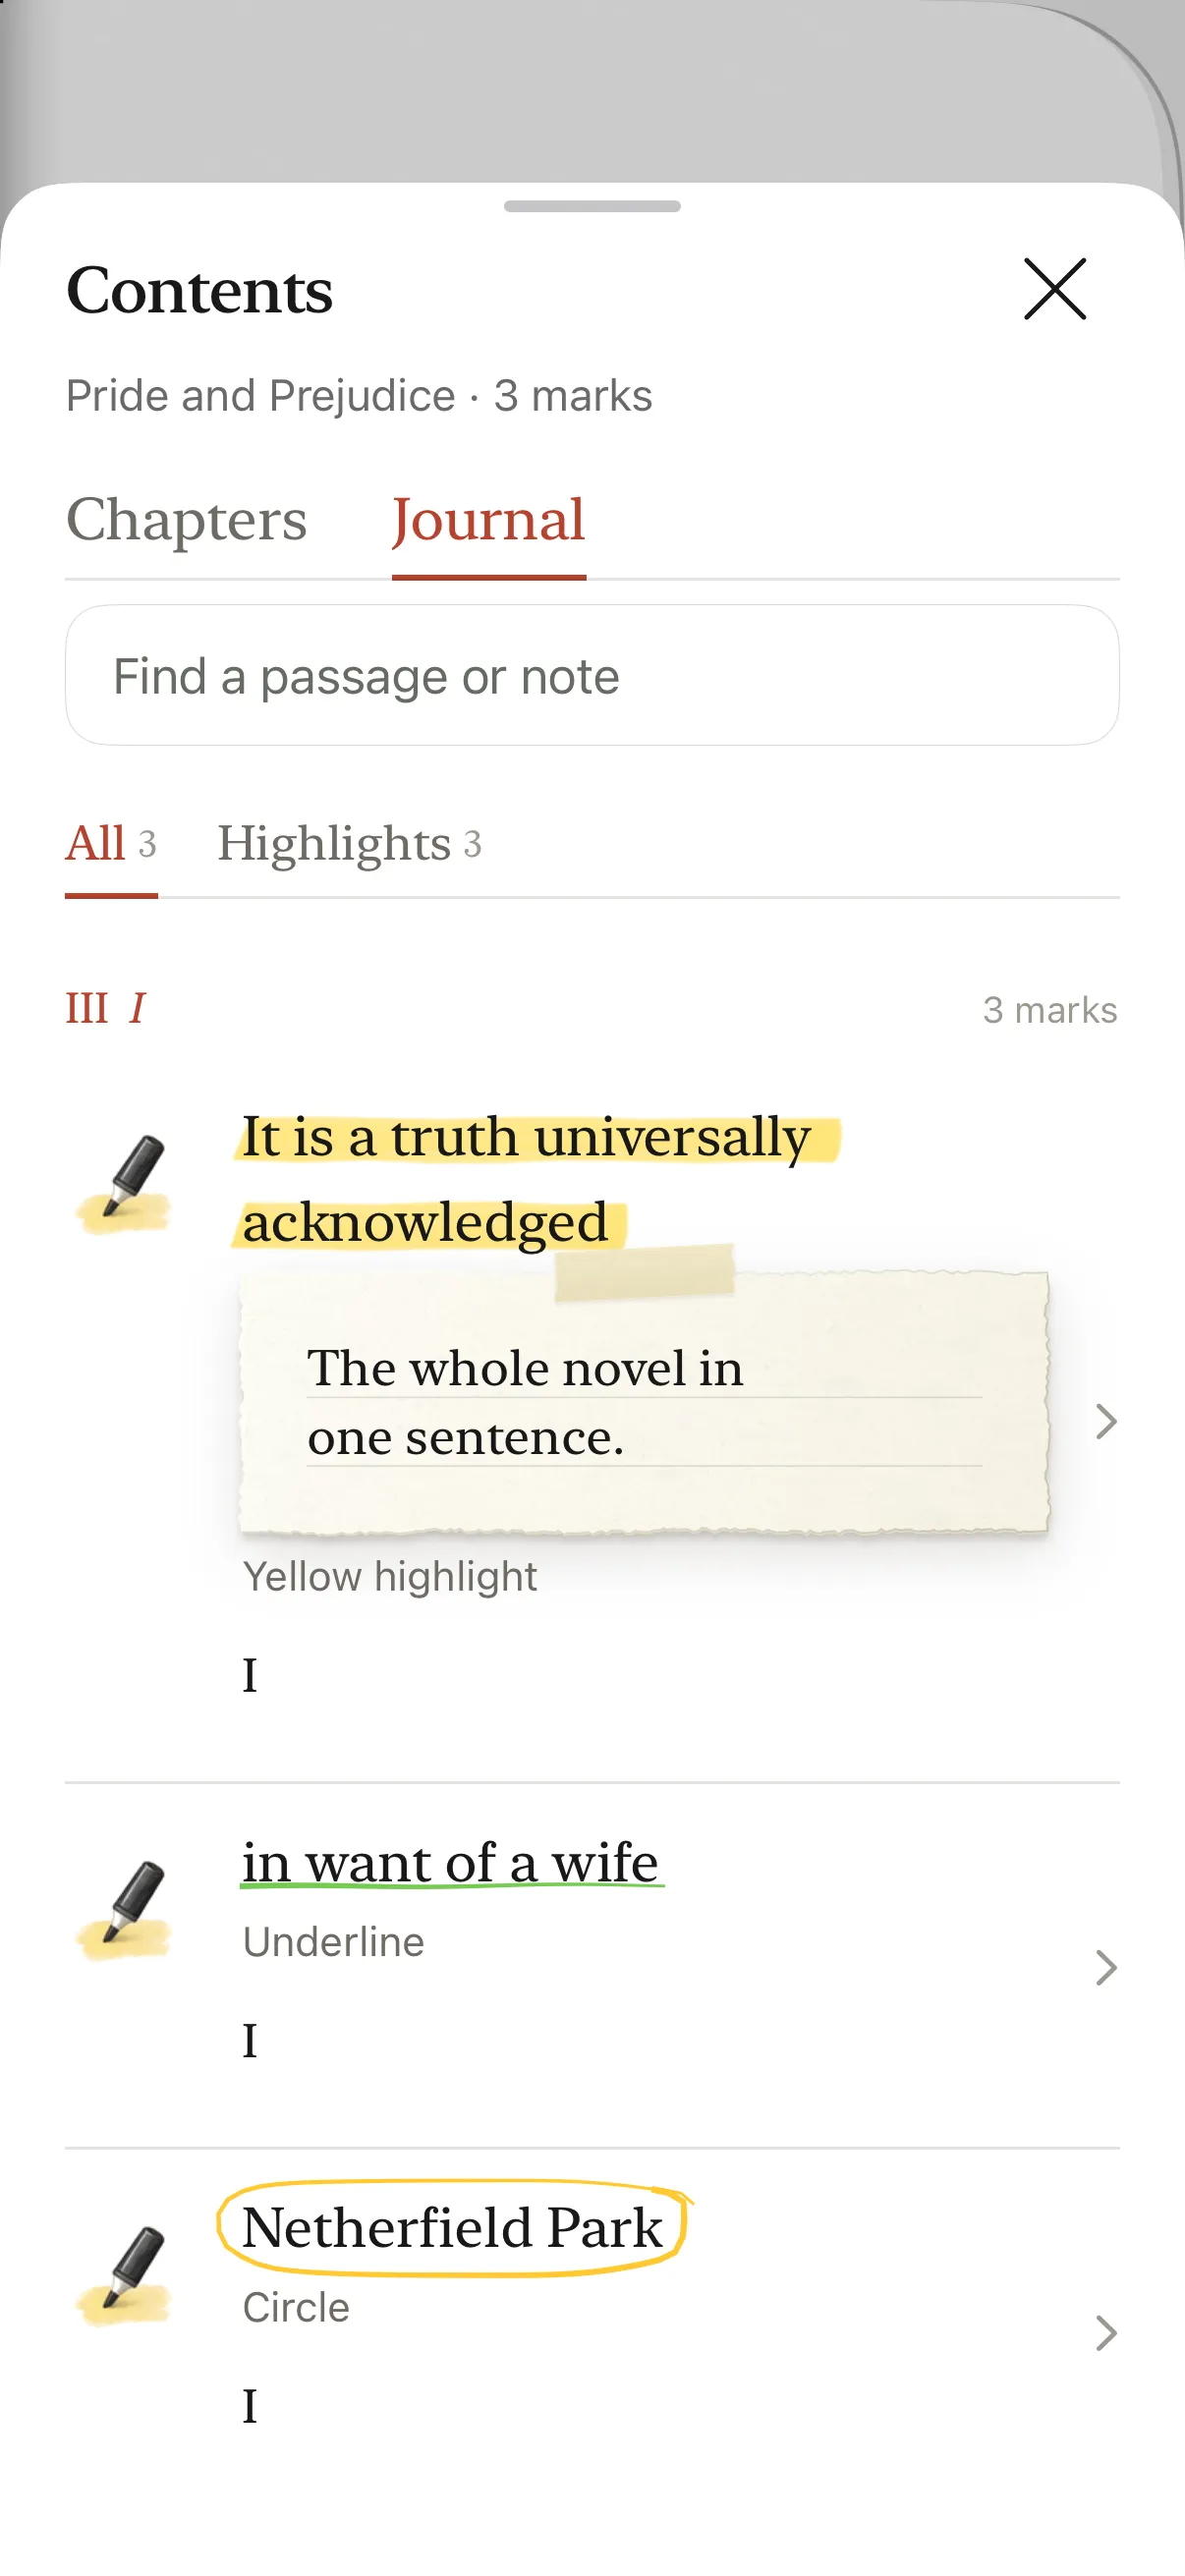 Contents
Pride and Prejudice · 3 marks
Chapters Journal
Find a passage or note
All 3 Highlights 3
III I 3 marks
It is a truth universally
acknowledged
The whole novel in
one sentence.
Yellow highlight
I
in want of a wife
Underline
I
Netherfield Park
Circle
I